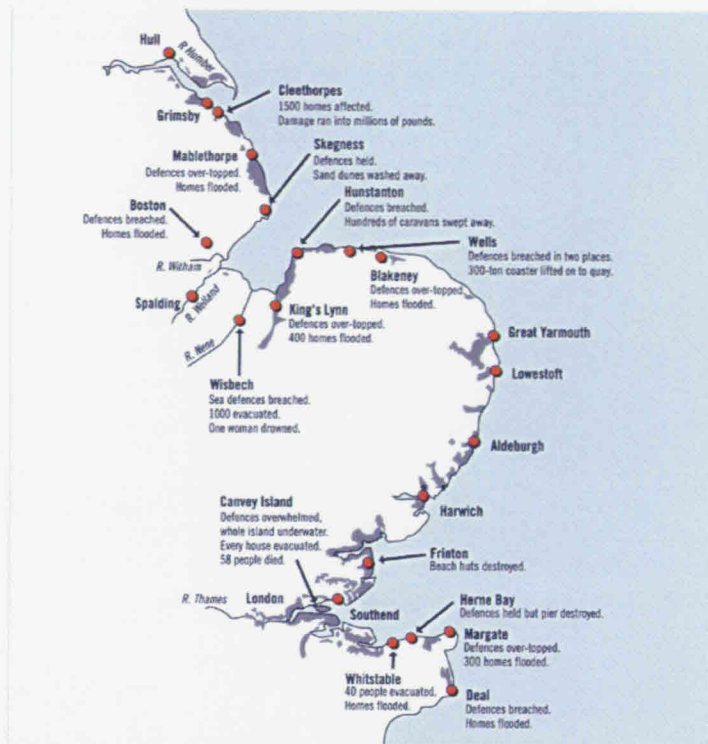 Hull
R Humber
Cleethorpes
1500 homes affected.
Damage ran into millions of pounds.
Grimsby
Skegness
Defences held.
Sand dunes washed away.
Mablethorpe
Defences over-topped.
Homes flooded.
Hunstanton
Defences breached.
Hundreds of caravans swept away.
Boston
Defences breached.
Homes flooded.
Wells
Defences breached in two places.
300-ton coaster lifted on to quay.
R. Witham
Blakeney
Defences over-topped.
Homes flooded.
Spalding
R. Welland
King's Lynn
Defences over-topped.
400 homes flooded.
R. Nene
Great Yarmouth
Lowestoft
Wisbech
Sea defences breached.
1000 evacuated.
One woman drowned.
Aldeburgh
Canvey Island
Defences overwhelmed,
whole island underwater.
Every house evacuated.
58 people died.
Harwich
Frinton
Beach huts destroyed.
R. Thames
London
Southend
Herne Bay
Defences held but pier destroyed.
Margate
Defences over-topped.
300 homes flooded.
Whitstable
40 people evacuated.
Homes flooded.
Deal
Defences breached.
Homes flooded.